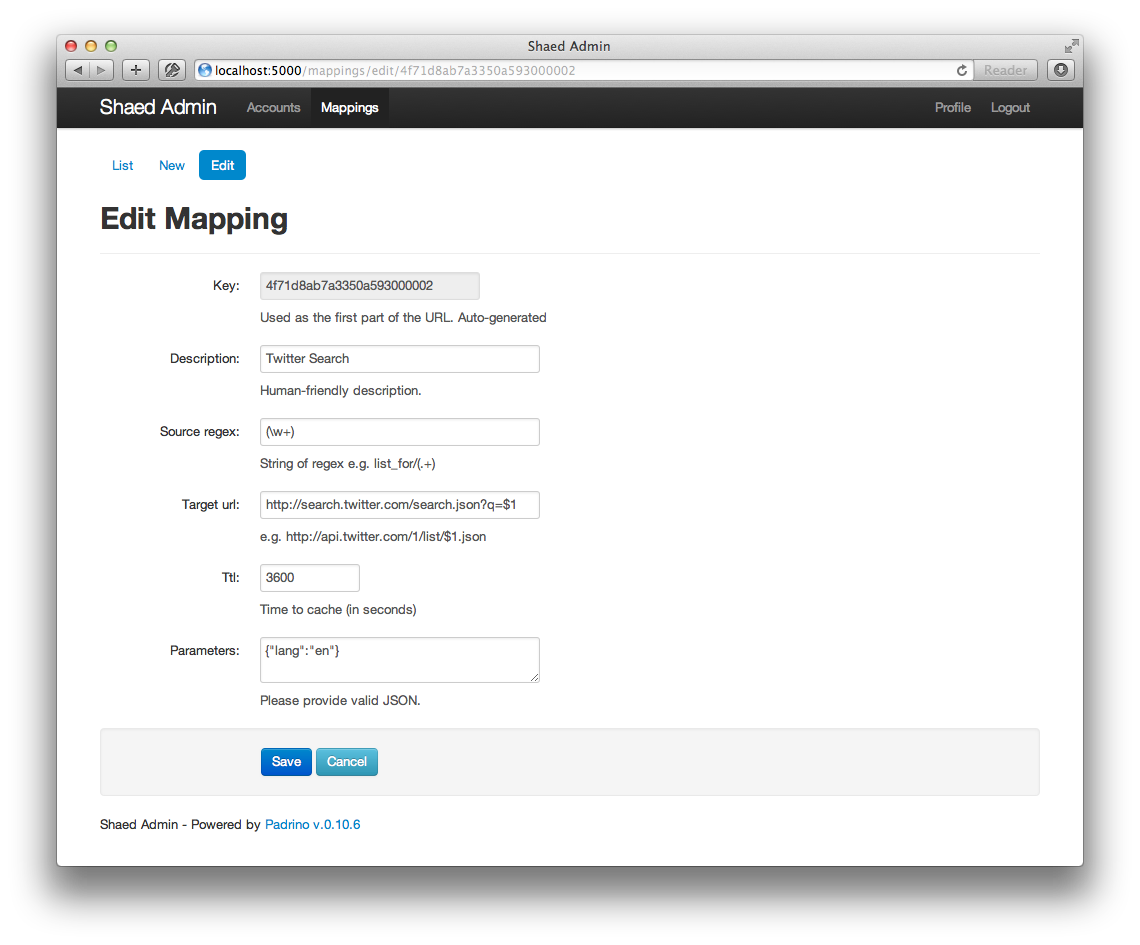 Shaed Admin
localhost:5000/mappings/edit/4f71d8ab7a3350a593000002
Reader
Shaed Admin Accounts Mappings Profile Logout
List New Edit
Edit Mapping
Key: 4f71d8ab7a3350a593000002
Used as the first part of the URL. Auto-generated
Description: Twitter Search
Human-friendly description.
Source regex: (\w+)
String of regex e.g. list_for/(.+)
Target url: http://search.twitter.com/search.json?q=$1
e.g. http://api.twitter.com/1/list/$1.json
Ttl: 3600
Time to cache (in seconds)
Parameters: {"lang":"en"}
Please provide valid JSON.
Save Cancel
Shaed Admin - Powered by Padrino v.0.10.6